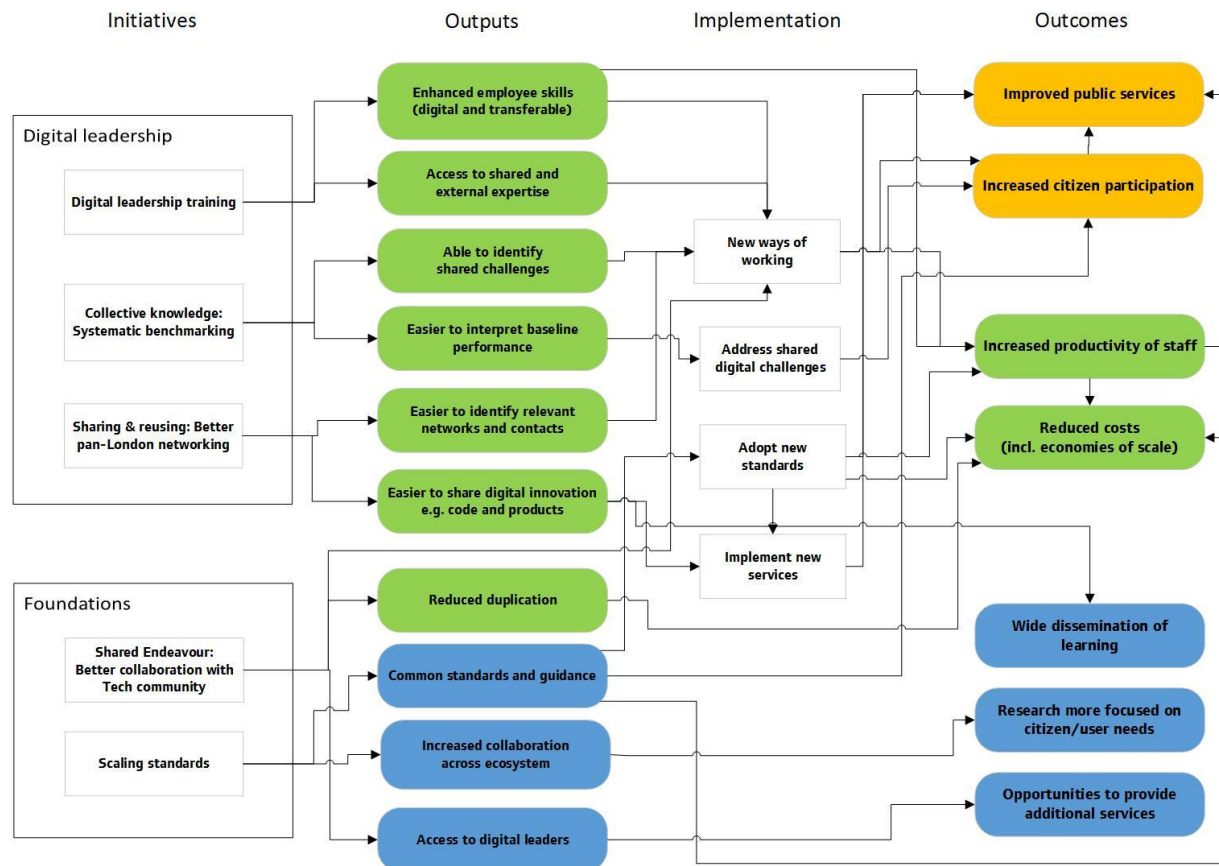 Initiatives
Outputs
Implementation
Outcomes
Digital leadership
Digital leadership training
Collective knowledge:
Systematic benchmarking
Sharing & reusing: Better
pan-London networking
Foundations
Shared Endeavour:
Better collaboration with
Tech community
Scaling standards
Enhanced employee skills
(digital and transferable)
Access to shared and
external expertise
Able to identify
shared challenges
Easier to interpret baseline
performance
Easier to identify relevant
networks and contacts
Easier to share digital innovation
e.g. code and products
Reduced duplication
Common standards and guidance
Increased collaboration
across ecosystem
Access to digital leaders
New ways of
working
Address shared
digital challenges
Adopt new
standards
Implement new
services
Improved public services
Increased citizen participation
Increased productivity of staff
Reduced costs
(incl. economies of scale)
Wide dissemination of
learning
Research more focused on
citizen/user needs
Opportunities to provide
additional services